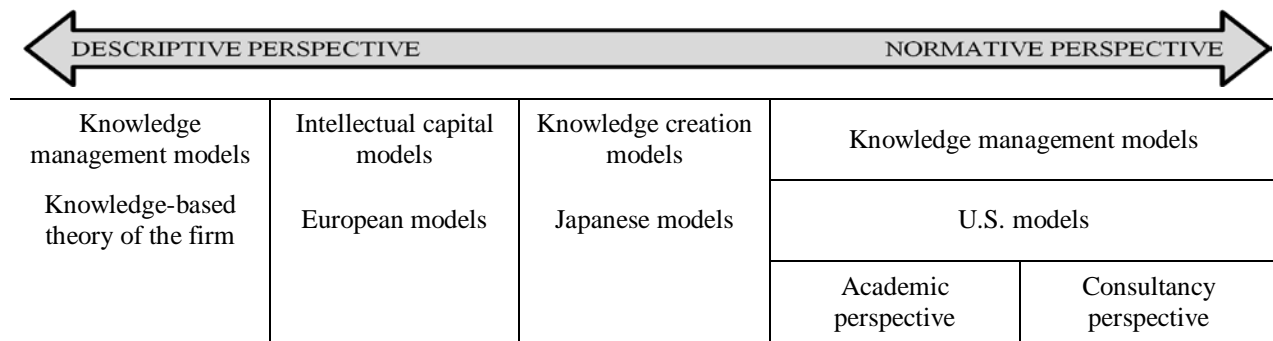 DESCRIPTIVE PERSPECTIVE
NORMATIVE PERSPECTIVE
Knowledge
management models
Intellectual capital
models
Knowledge creation
models
Knowledge management models
Knowledge-based
theory of the firm
European models
Japanese models
U.S. models
Academic
perspective
Consultancy
perspective